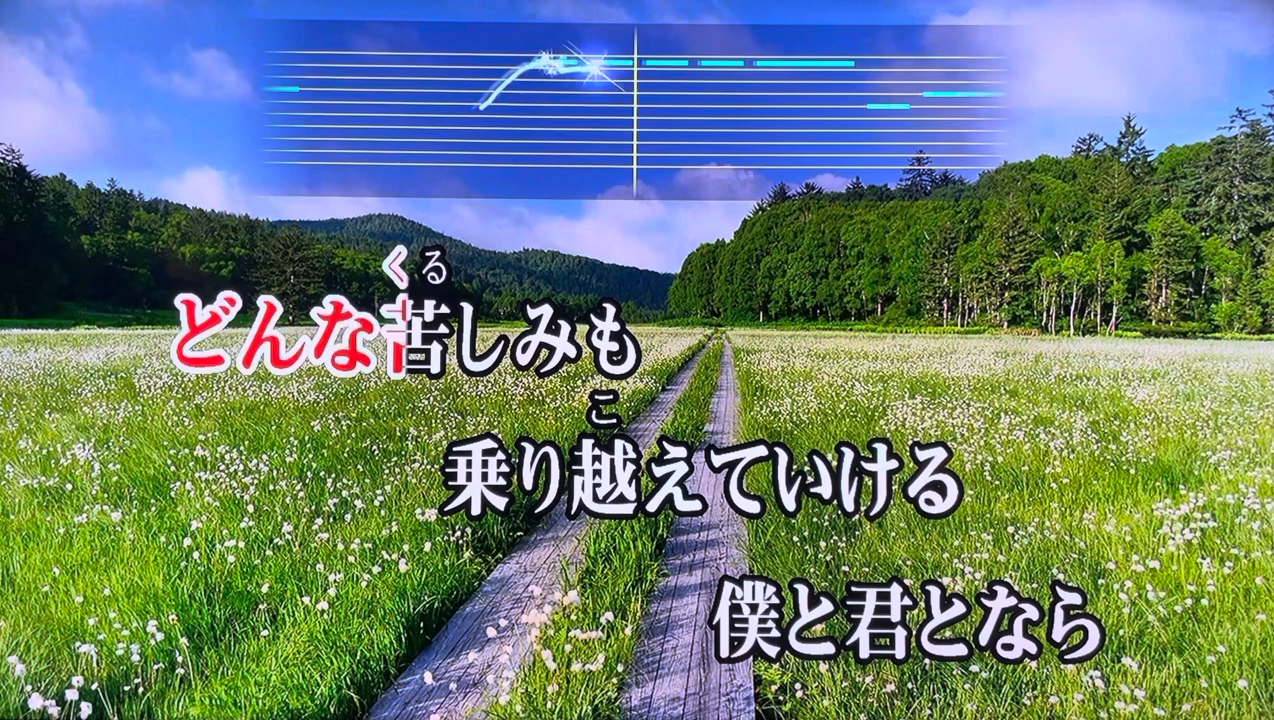 くる
どんな苦しみも
こ
乗り越えていける
僕と君となら